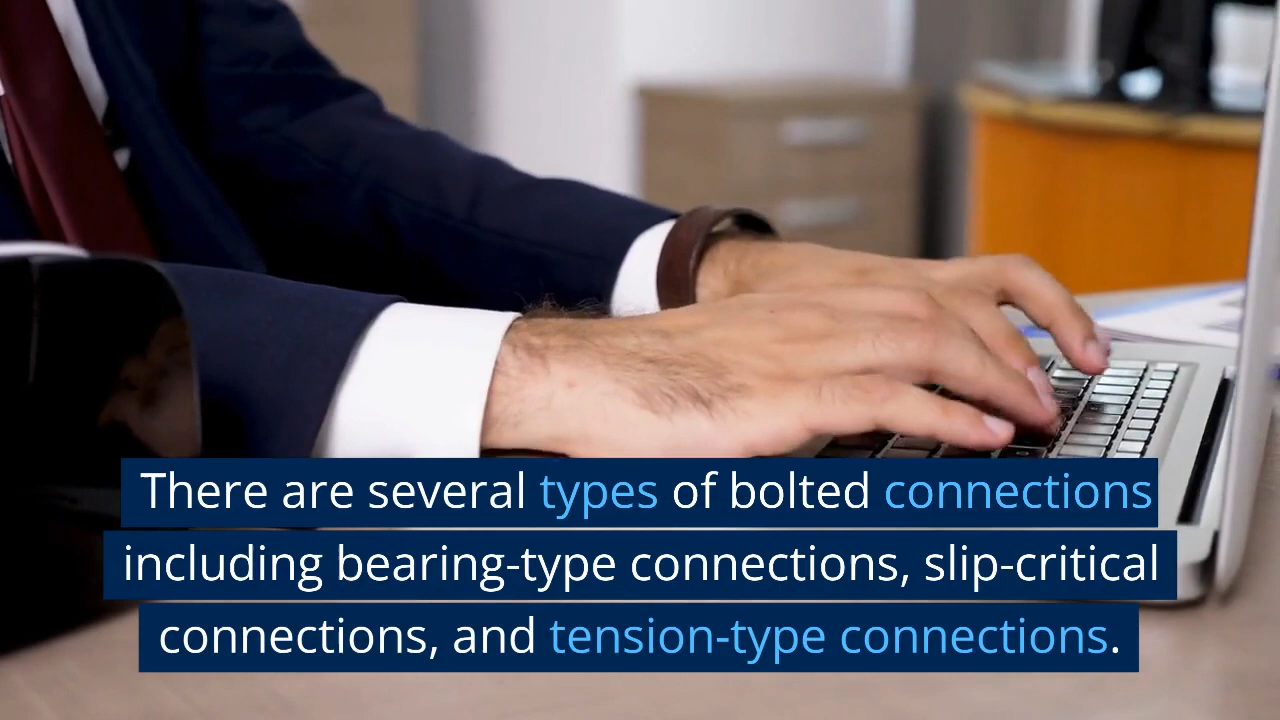 There are several types of bolted connections
including bearing-type connections, slip-critical
connections, and tension-type connections.